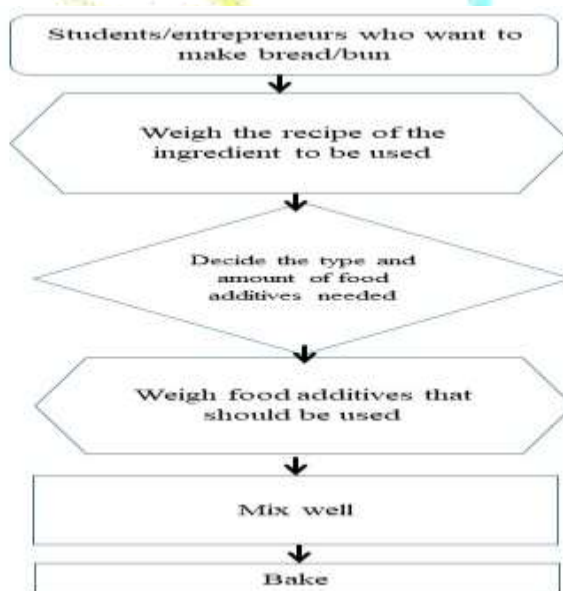 Students/entrepreneurs who want to
make bread/bun
Weigh the recipe of the
ingredient to be used
Decide the type and
amount of food
additives needed
Weigh food additives that
should be used
Mix well
Bake